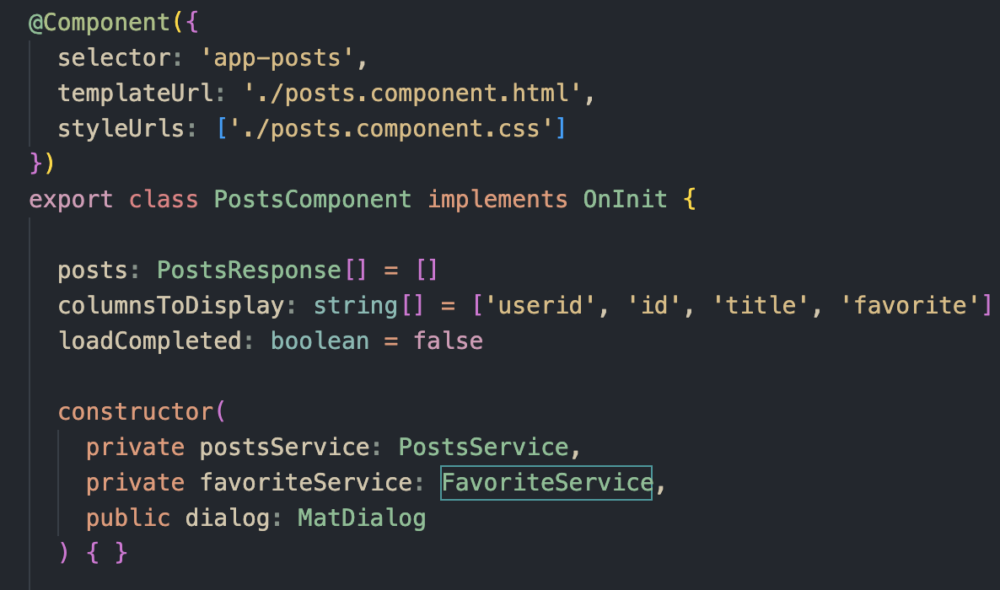 @Component({
  selector: 'app-posts',
  templateUrl: './posts.component.html',
  styleUrls: ['./posts.component.css']
})
export class PostsComponent implements OnInit {
  posts: PostsResponse[] = []
  columnsToDisplay: string[] = ['userid', 'id', 'title', 'favorite']
  loadCompleted: boolean = false
  constructor(
    private postsService: PostsService,
    private favoriteService: FavoriteService,
    public dialog: MatDialog
  ) { }